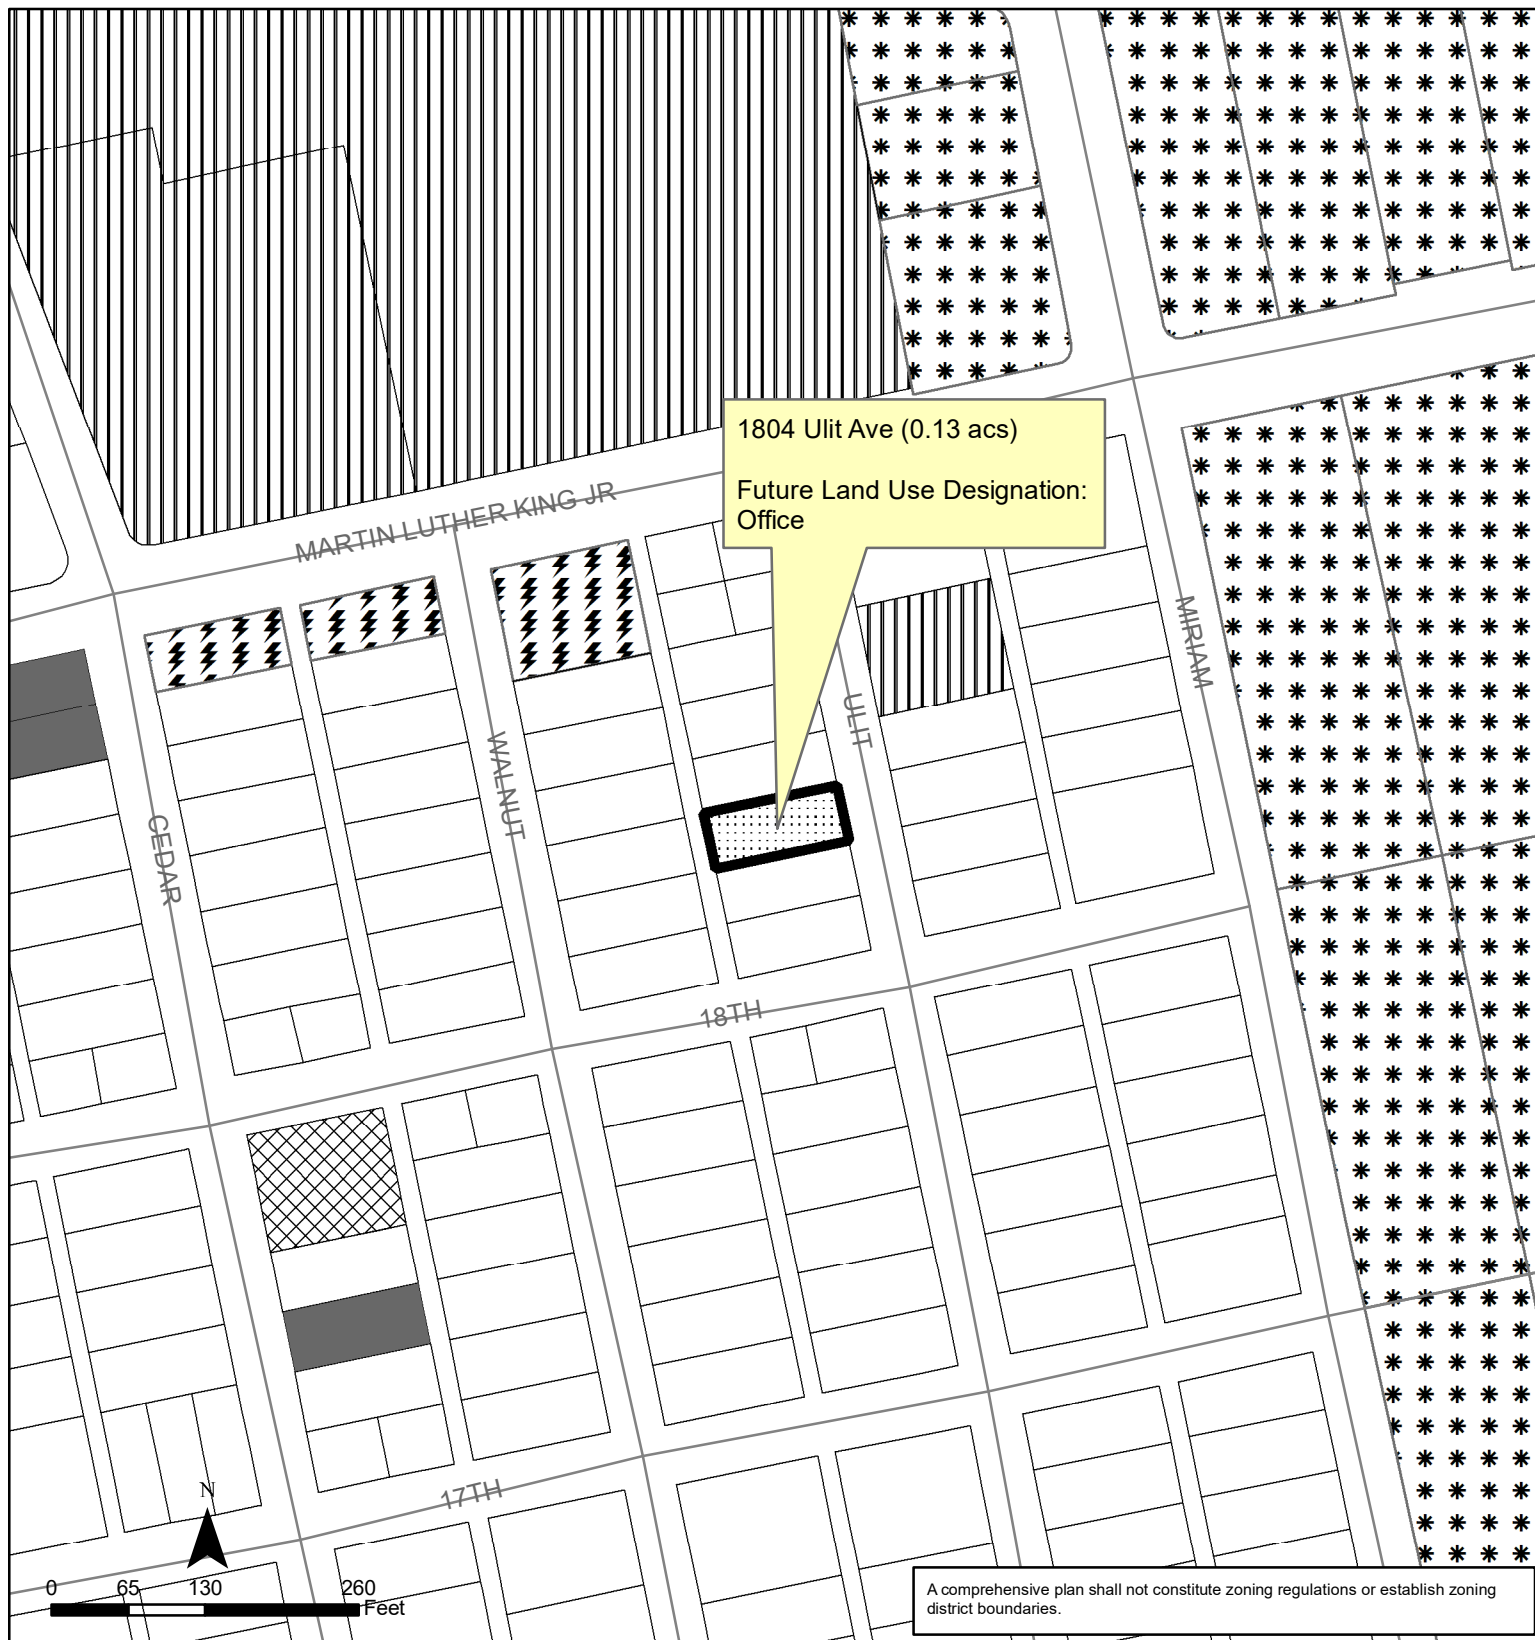 1804 Ulit Ave (0.13 acs)
Future Land Use Designation:
Office
MARTIN LUTHER KING JR
MIRIAM
ULIT
WALNUT
CEDAR
18TH
17TH
N
0 65 130 260
Feet
A comprehensive plan shall not constitute zoning regulations or establish zoning
district boundaries.